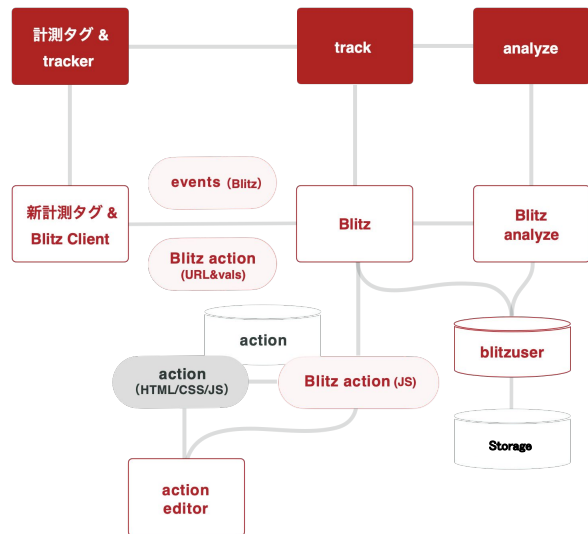 計測タグ &
tracker
track
analyze
events（Blitz）
新計測タグ &
Blitz Client
Blitz
Blitz
analyze
Blitz action
(URL&vals)
action
blitzuser
action
（HTML/CSS/JS）
Blitz action (JS)
Storage
action
editor